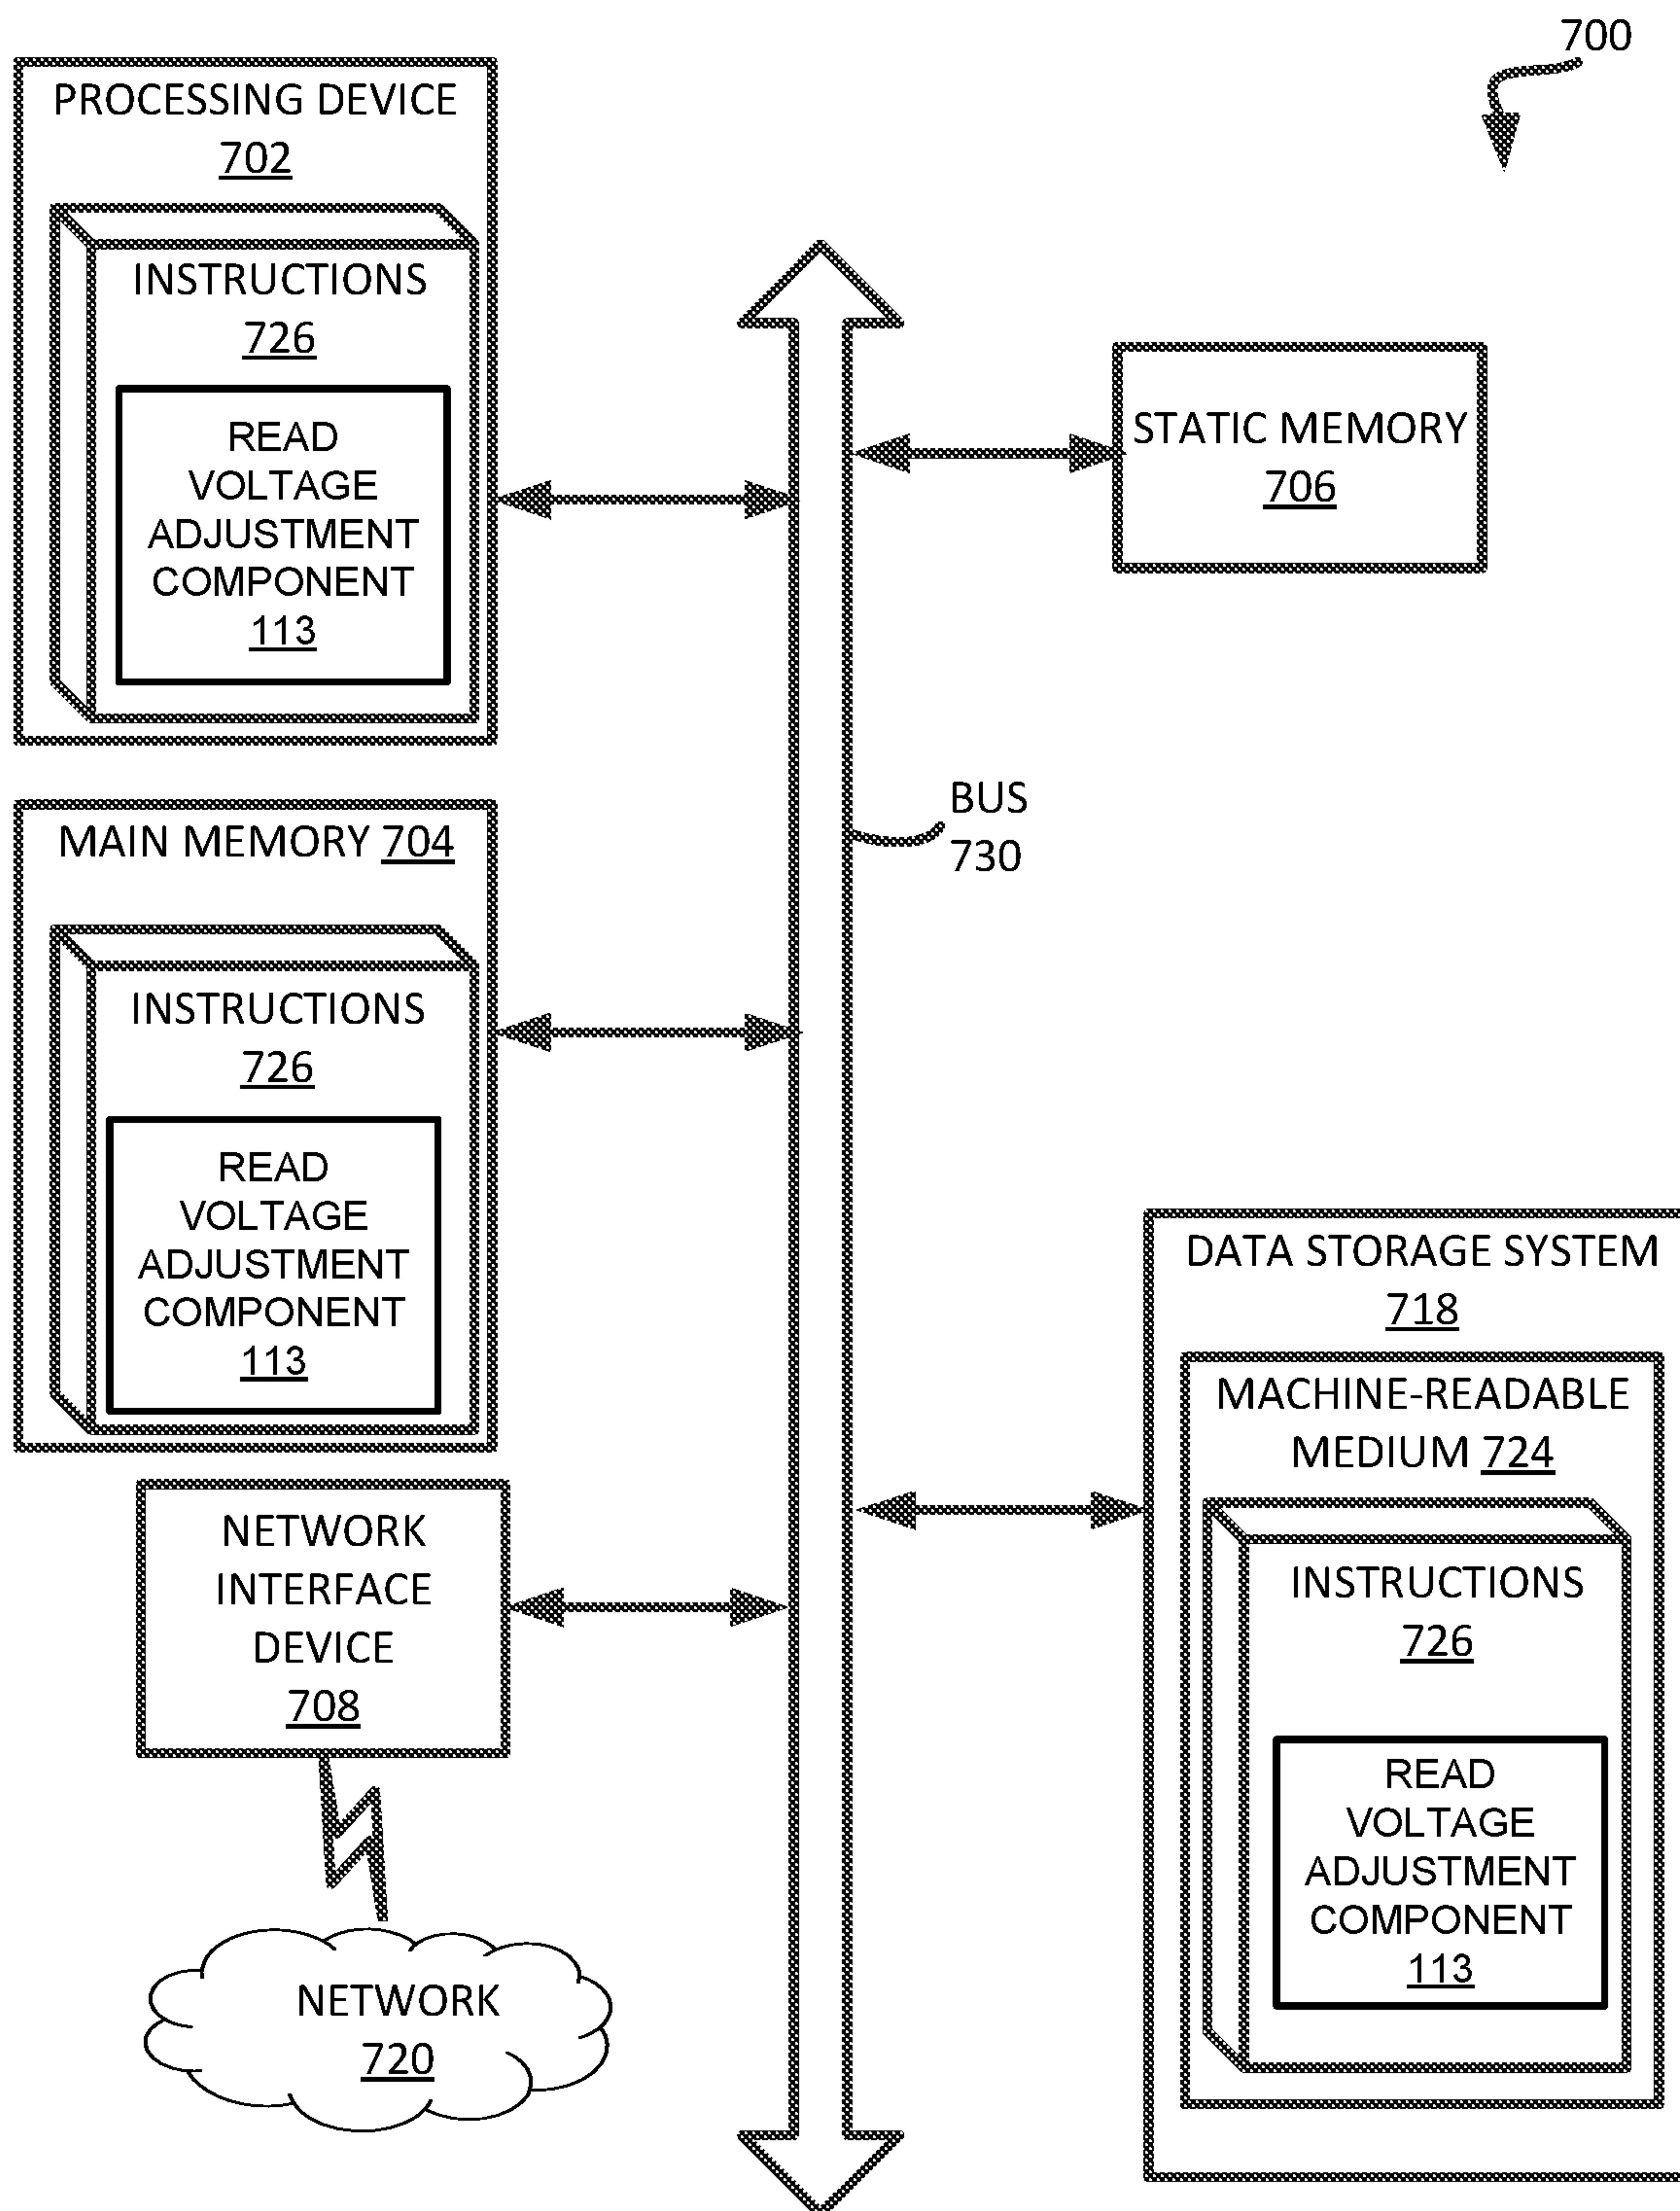 700
PROCESSING DEVICE
702
INSTRUCTIONS
726
READ
VOLTAGE
ADJUSTMENT
COMPONENT
113
STATIC MEMORY
706
BUS
730
MAIN MEMORY 704
INSTRUCTIONS
726
READ
VOLTAGE
ADJUSTMENT
COMPONENT
113
DATA STORAGE SYSTEM
718
MACHINE-READABLE
MEDIUM 724
INSTRUCTIONS
726
READ
VOLTAGE
ADJUSTMENT
COMPONENT
113
NETWORK
INTERFACE
DEVICE
708
NETWORK
720